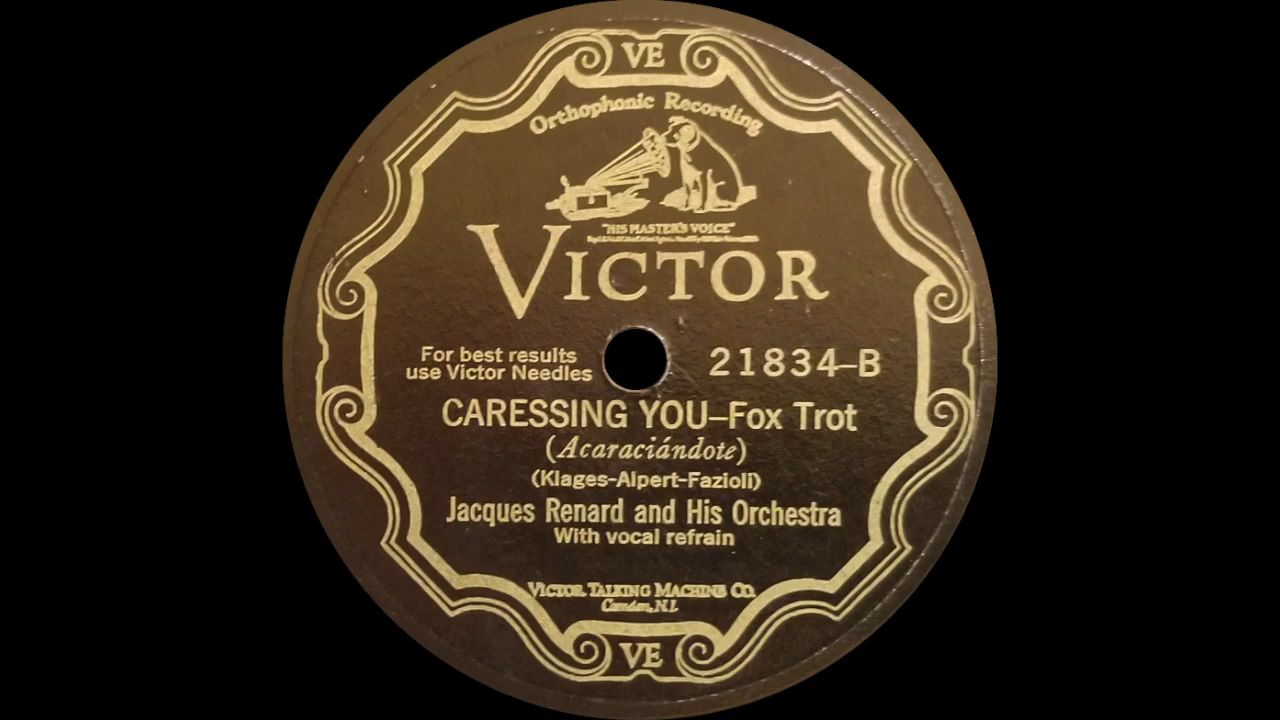 VE
Orthophonic Recording
"HIS MASTER'S VOICE"
VICTOR
For best results
use Victor Needles
21834-B
CARESSING YOU-Fox Trot
(Acaraciándote)
(Klages-Alpert-Fazioli)
Jacques Renard and His Orchestra
With vocal refrain
VICTOR TALKING MACHINE CO.
Camden, N.J.
VE